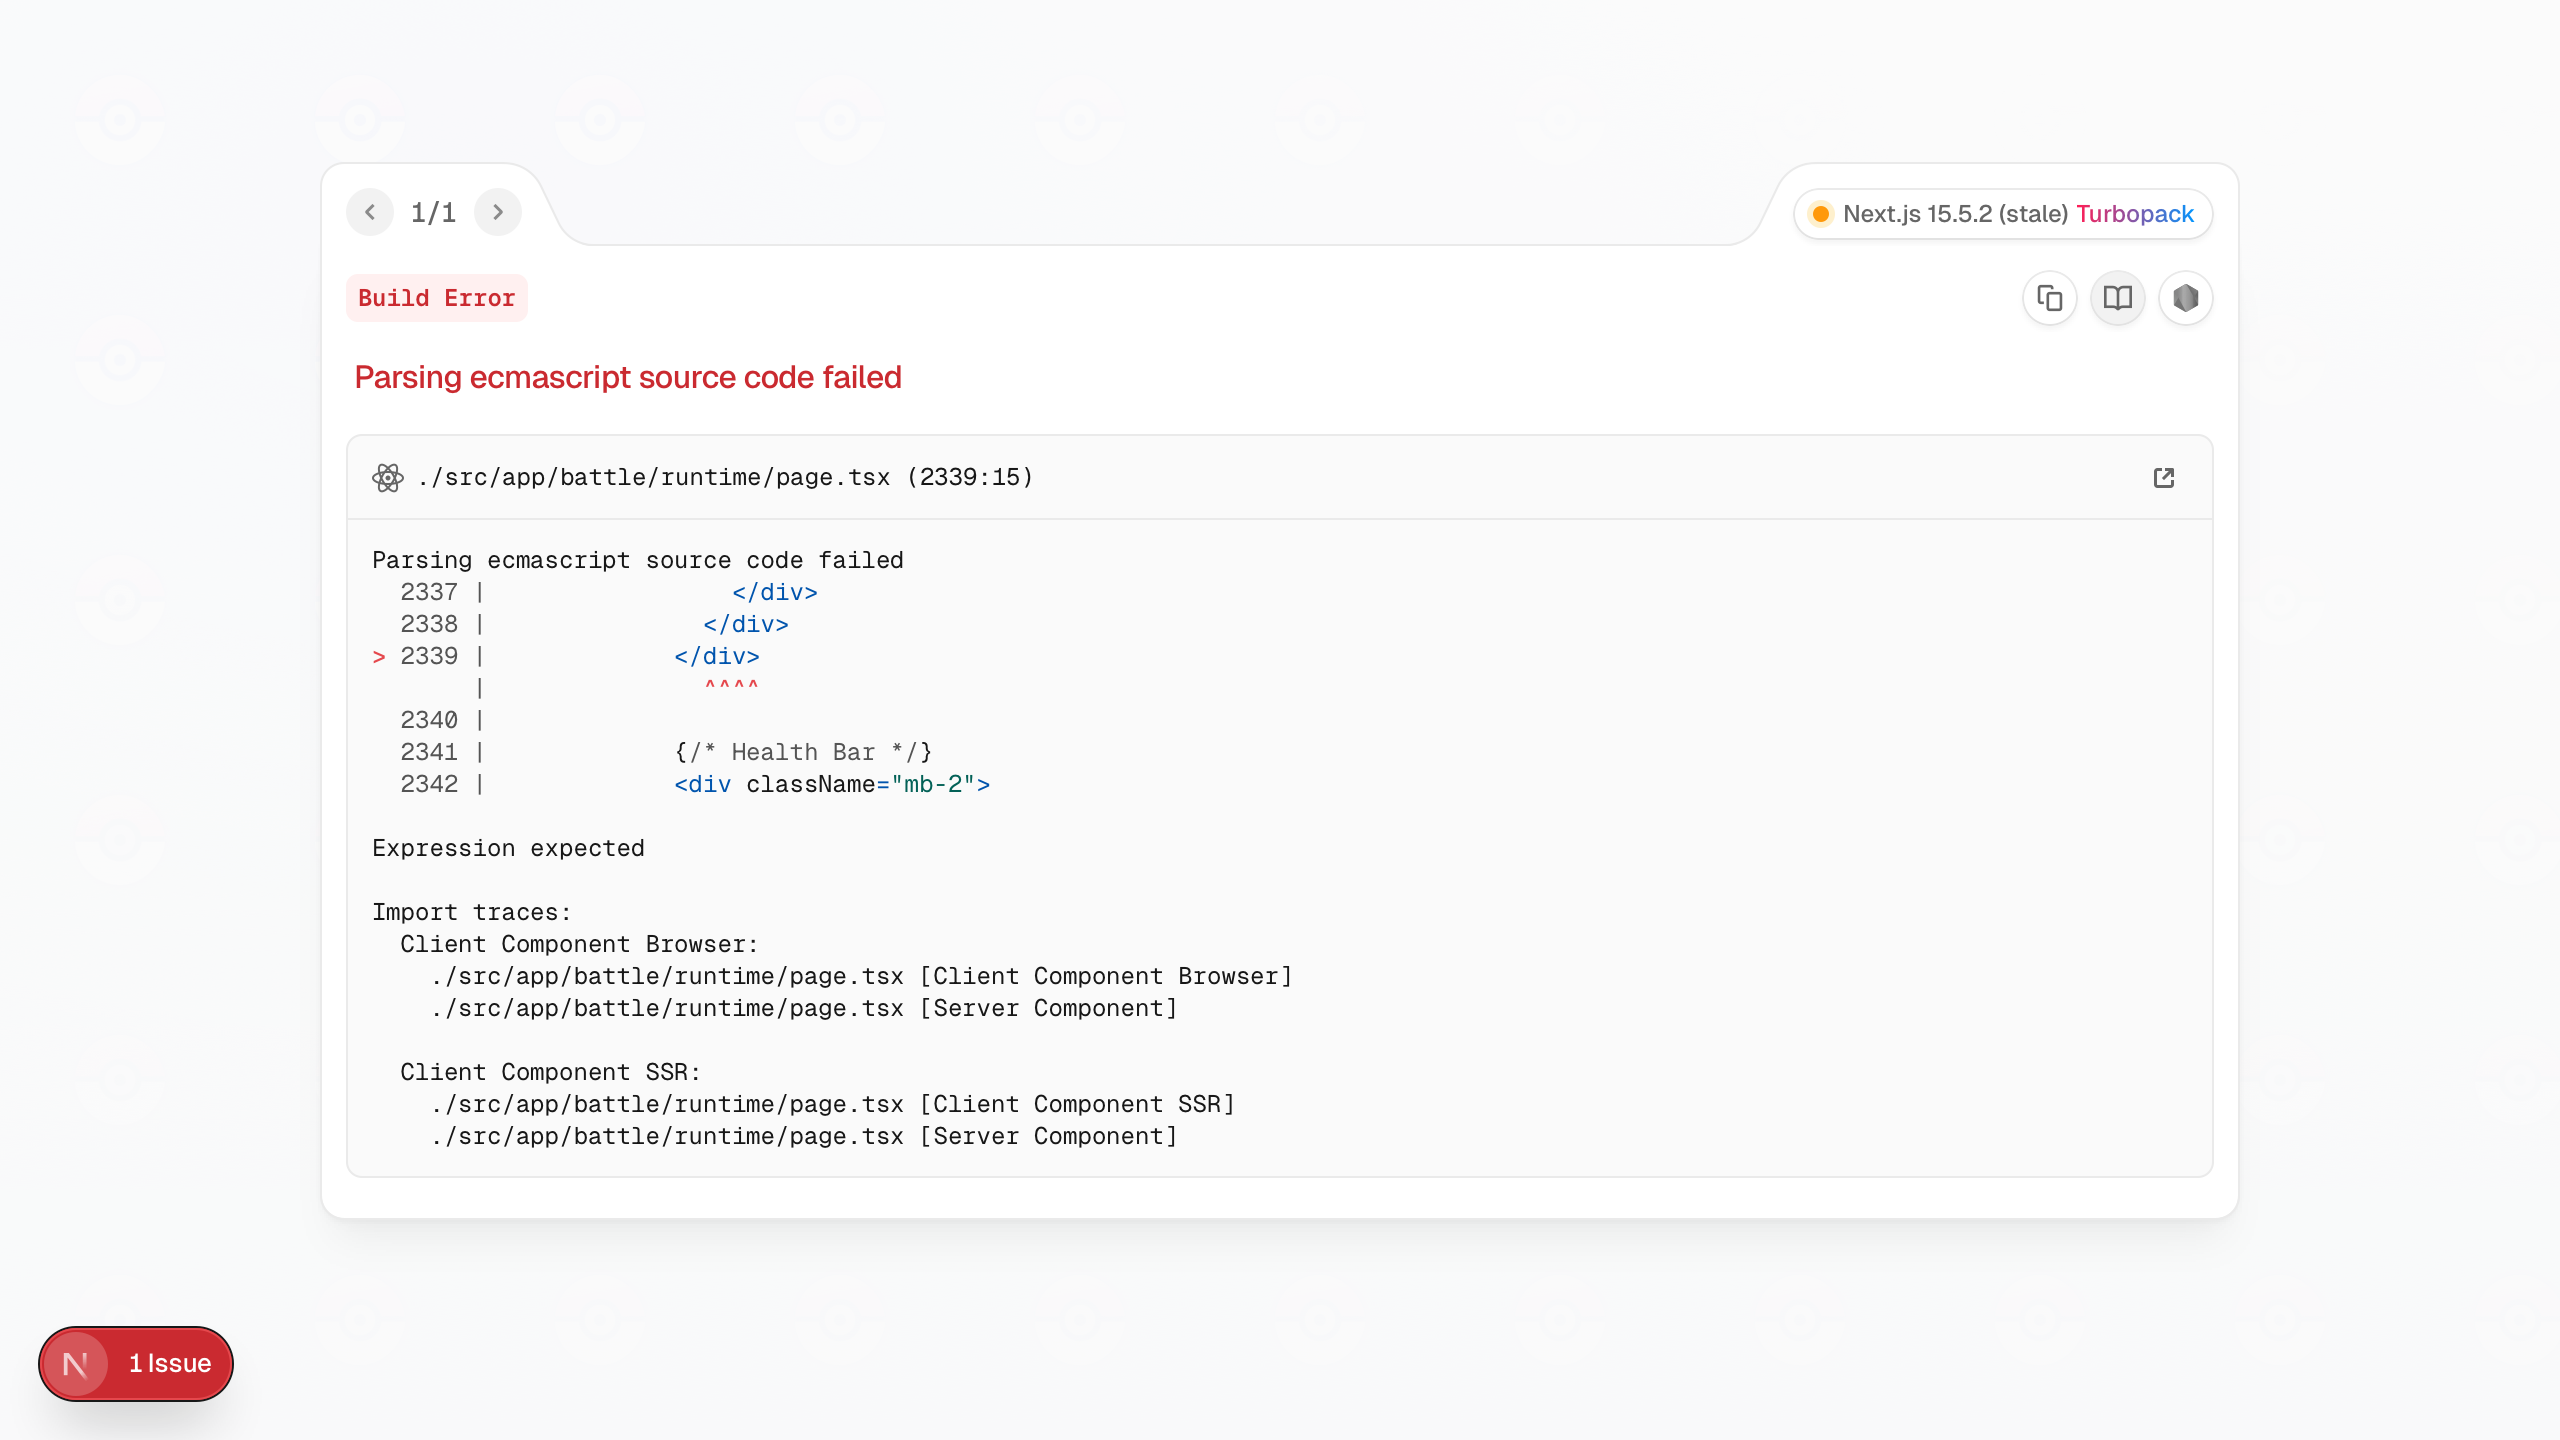 1/1
Next.js 15.5.2 (stale) Turbopack
Build Error
Parsing ecmascript source code failed
./src/app/battle/runtime/page.tsx (2339:15)
Parsing ecmascript source code failed
  2337 |                 </div>
  2338 |               </div>
> 2339 |             </div>
       |               ^^^^
  2340 |
  2341 |             {/* Health Bar */}
  2342 |             <div className="mb-2">
Expression expected
Import traces:
  Client Component Browser:
    ./src/app/battle/runtime/page.tsx [Client Component Browser]
    ./src/app/battle/runtime/page.tsx [Server Component]
  Client Component SSR:
    ./src/app/battle/runtime/page.tsx [Client Component SSR]
    ./src/app/battle/runtime/page.tsx [Server Component]
N 1 Issue